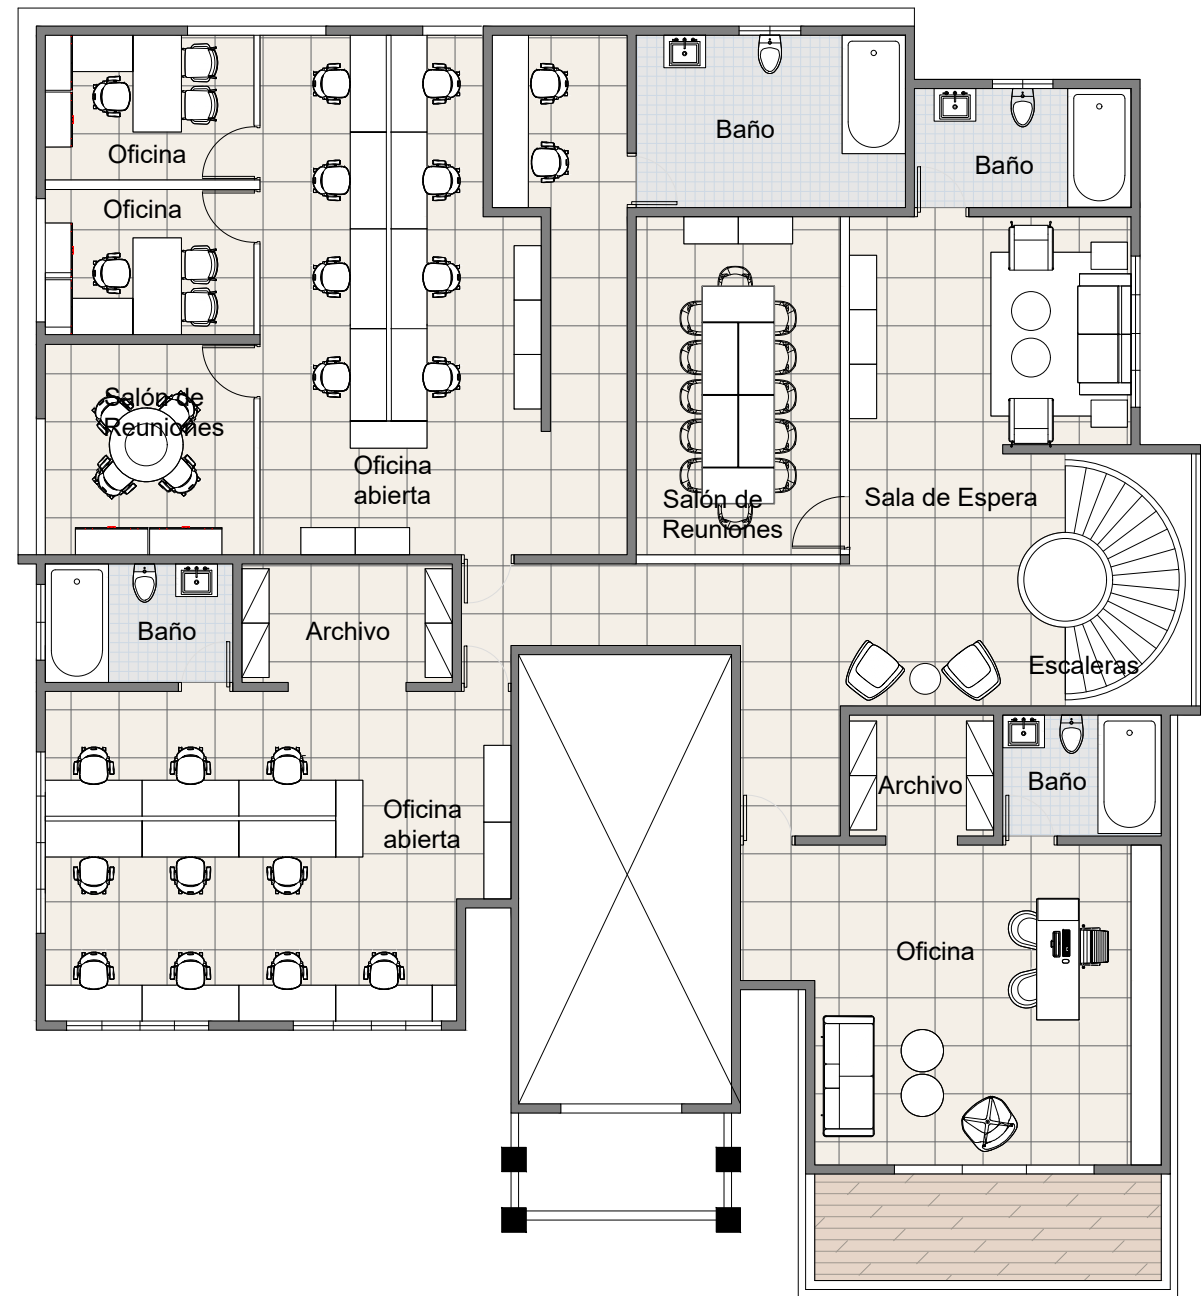 Baño
Baño
Oficina
Oficina
Salón de
Reuniones
Oficina
abierta
Salón de
Reuniones
Sala de Espera
Baño
Archivo
Escaleras
Oficina
abierta
Archivo
Baño
Oficina